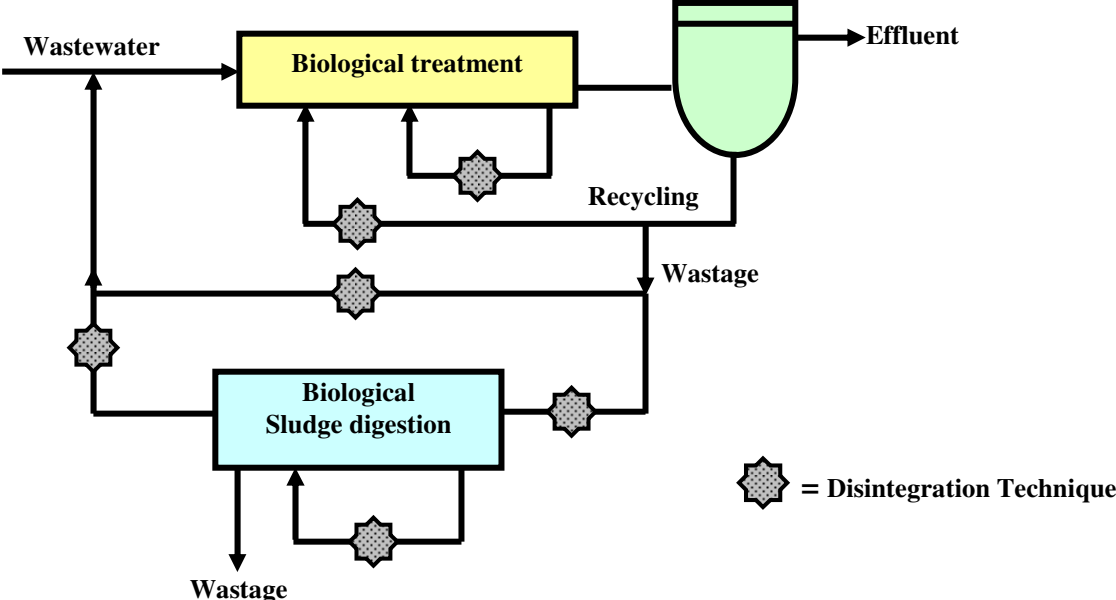 Wastewater
Effluent
Biological treatment
Recycling
Wastage
Biological
Sludge digestion
= Disintegration Technique
Wastage